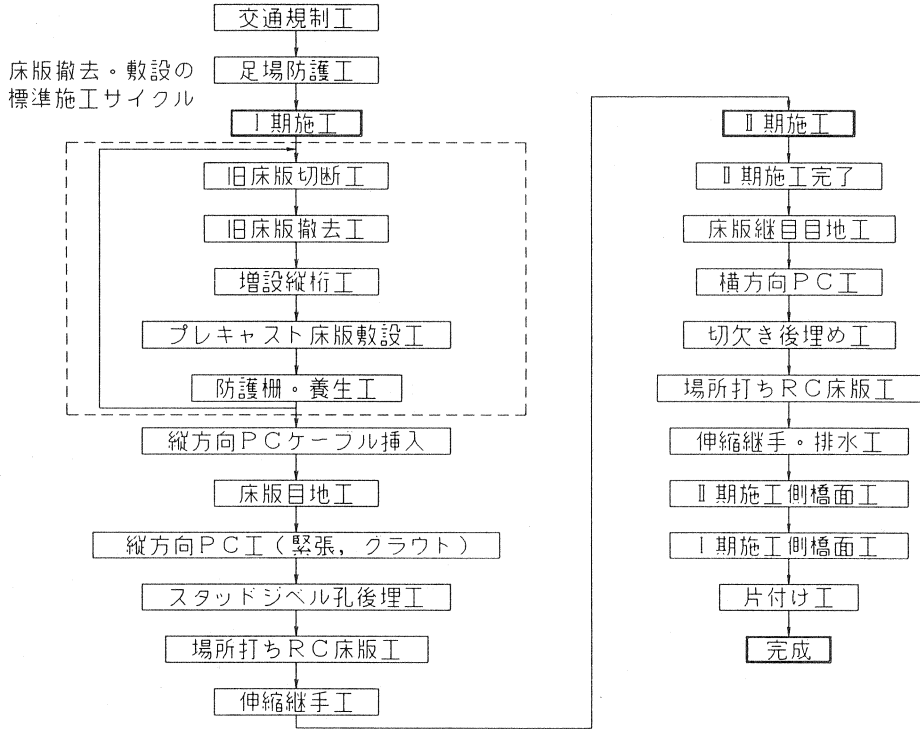 交通規制工
足場防護工
床版撤去・敷設の
標準施工サイクル
Ⅰ期施工
旧床版切断工
旧床版撤去工
増設縦桁工
プレキャスト床版敷設工
防護柵・養生工
縦方向PCケーブル挿入
床版目地工
縦方向PC工(緊張,グラウト)
スタッドジベル孔後埋工
場所打ちRC床版工
伸縮継手工
Ⅱ期施工
Ⅱ期施工完了
床版継目目地工
横方向PC工
切欠き後埋め工
場所打ちRC床版工
伸縮継手・排水工
Ⅱ期施工側橋面工
Ⅰ期施工側橋面工
片付け工
完成